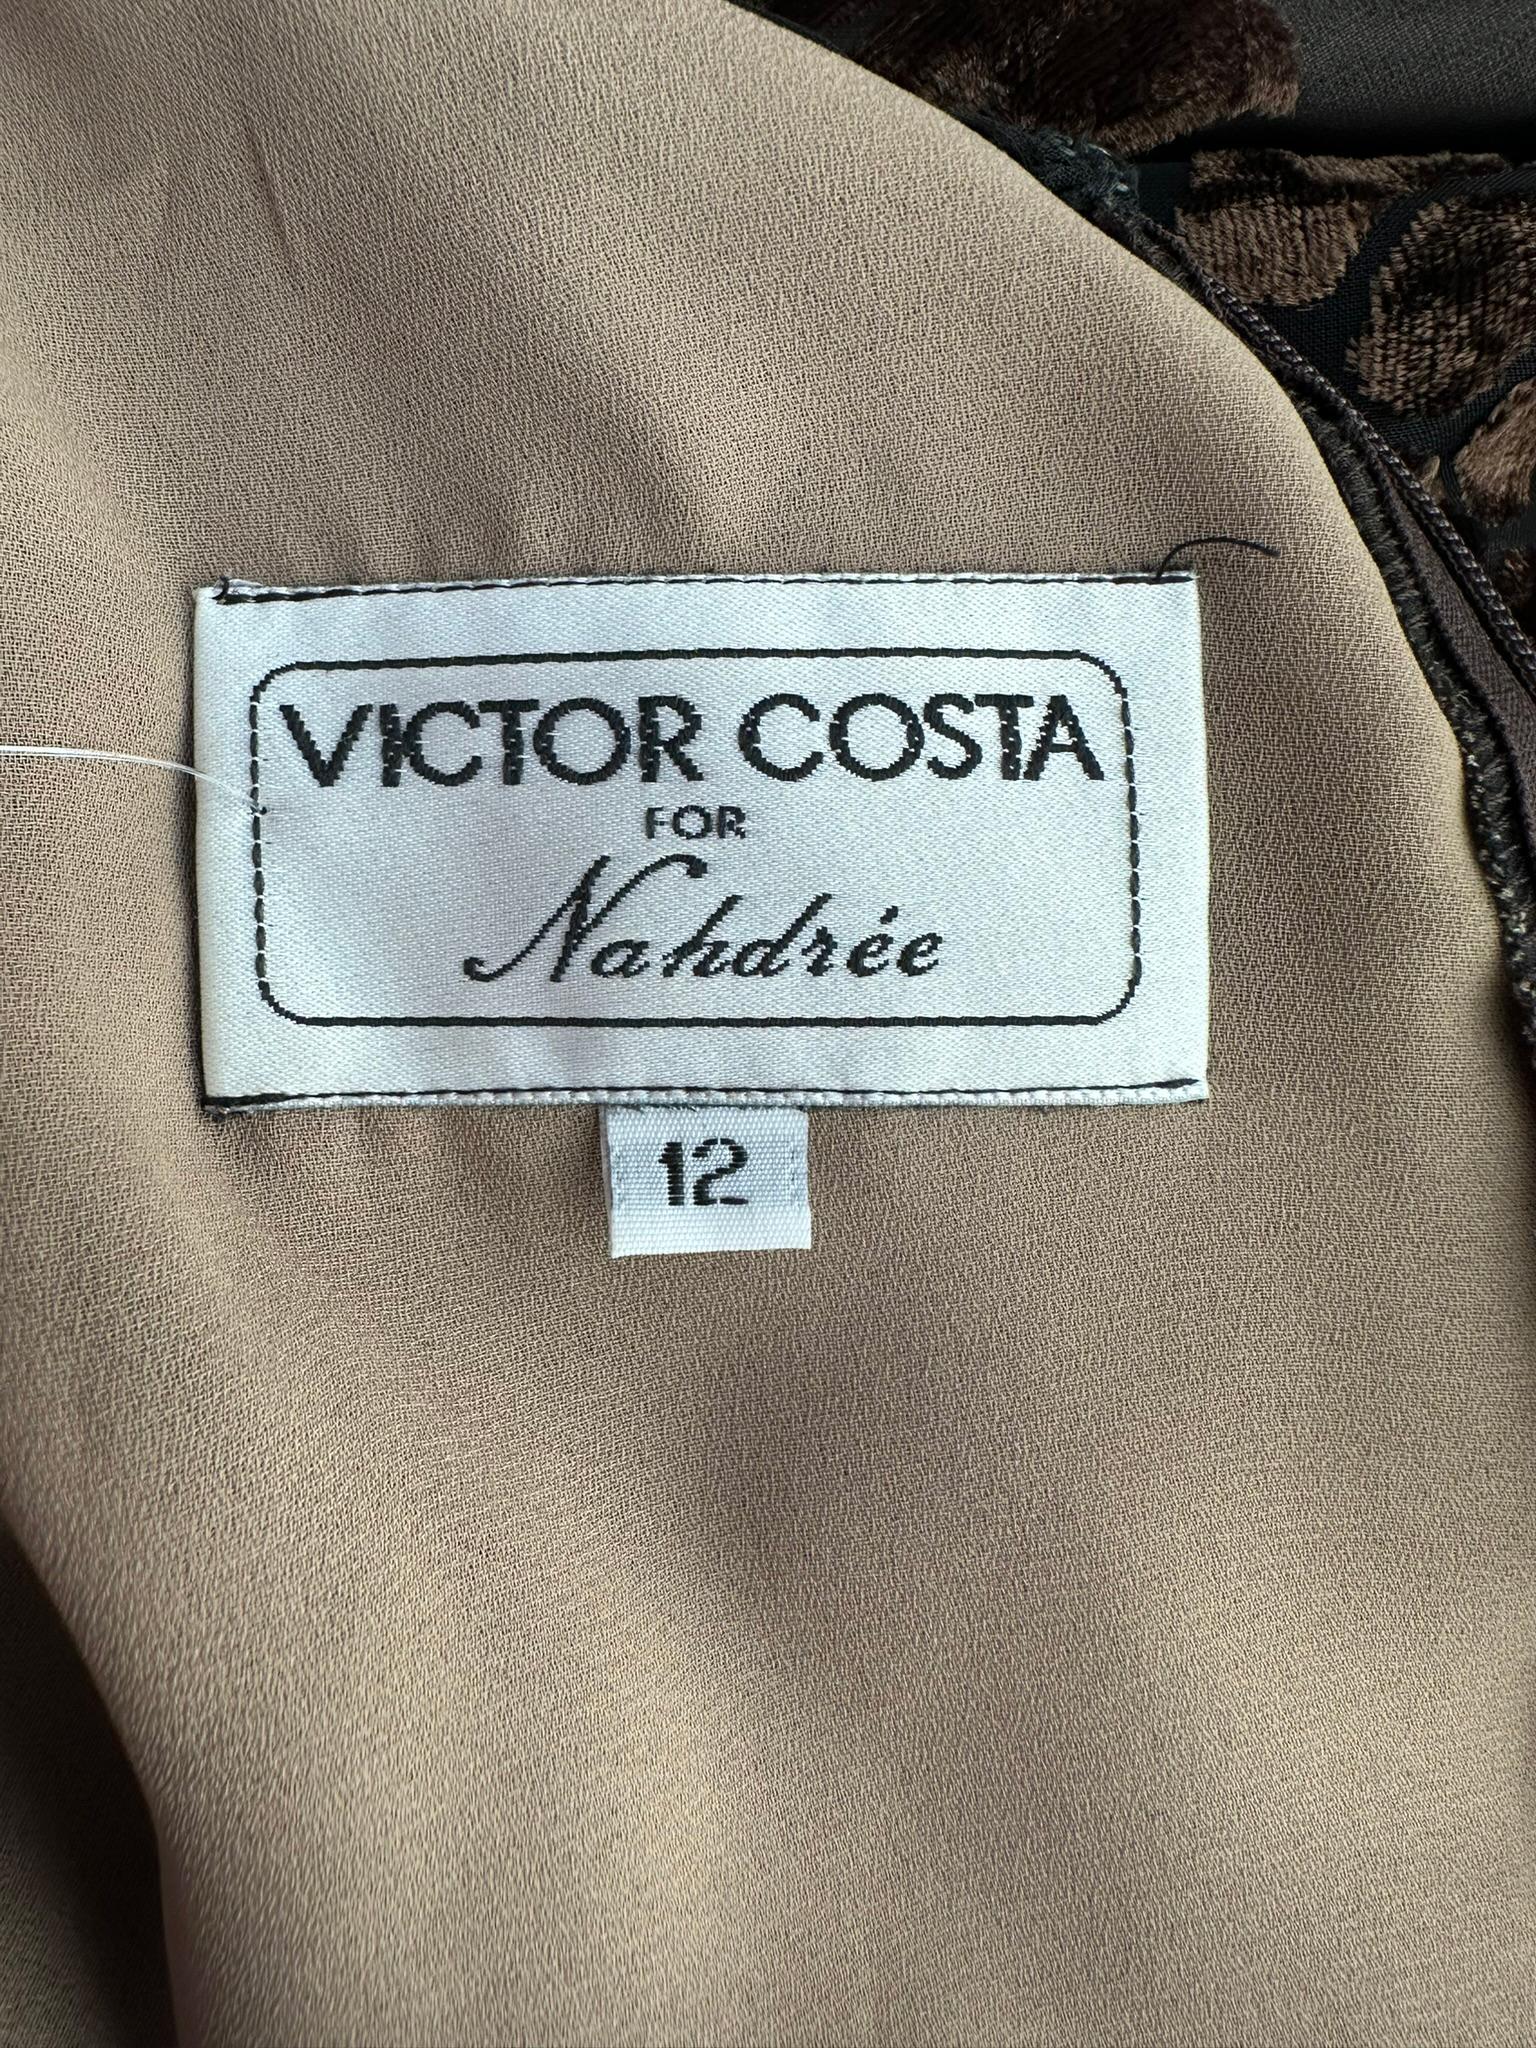 VICTOR COSTA
FOR
Nahdrée
12